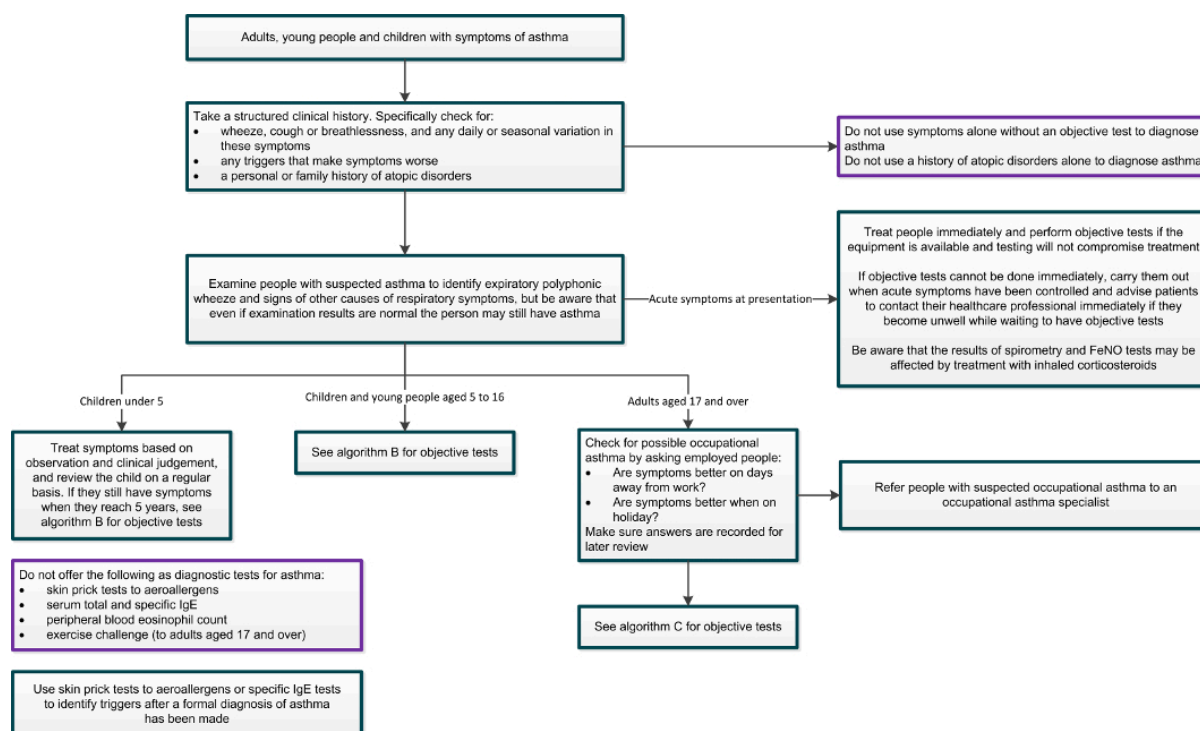 Adults, young people and children with symptoms of asthma
Take a structured clinical history. Specifically check for:
• wheeze, cough or breathlessness, and any daily or seasonal variation in
these symptoms
• any triggers that make symptoms worse
• a personal or family history of atopic disorders
Do not use symptoms alone without an objective test to diagnose
asthma
Do not use a history of atopic disorders alone to diagnose asthma
Examine people with suspected asthma to identify expiratory polyphonic
wheeze and signs of other causes of respiratory symptoms, but be aware that
even if examination results are normal the person may still have asthma
Acute symptoms at presentation
Treat people immediately and perform objective tests if the
equipment is available and testing will not compromise treatment
If objective tests cannot be done immediately, carry them out
when acute symptoms have been controlled and advise patients
to contact their healthcare professional immediately if they
become unwell while waiting to have objective tests
Be aware that the results of spirometry and FeNO tests may be
affected by treatment with inhaled corticosteroids
Children under 5
Children and young people aged 5 to 16
Adults aged 17 and over
Treat symptoms based on
observation and clinical judgement,
and review the child on a regular
basis. If they still have symptoms
when they reach 5 years, see
algorithm B for objective tests
See algorithm B for objective tests
Check for possible occupational
asthma by asking employed people:
• Are symptoms better on days
away from work?
• Are symptoms better when on
holiday?
Make sure answers are recorded for
later review
Refer people with suspected occupational asthma to an
occupational asthma specialist
Do not offer the following as diagnostic tests for asthma:
• skin prick tests to aeroallergens
• serum total and specific IgE
• peripheral blood eosinophil count
• exercise challenge (to adults aged 17 and over)
See algorithm C for objective tests
Use skin prick tests to aeroallergens or specific IgE tests
to identify triggers after a formal diagnosis of asthma
has been made